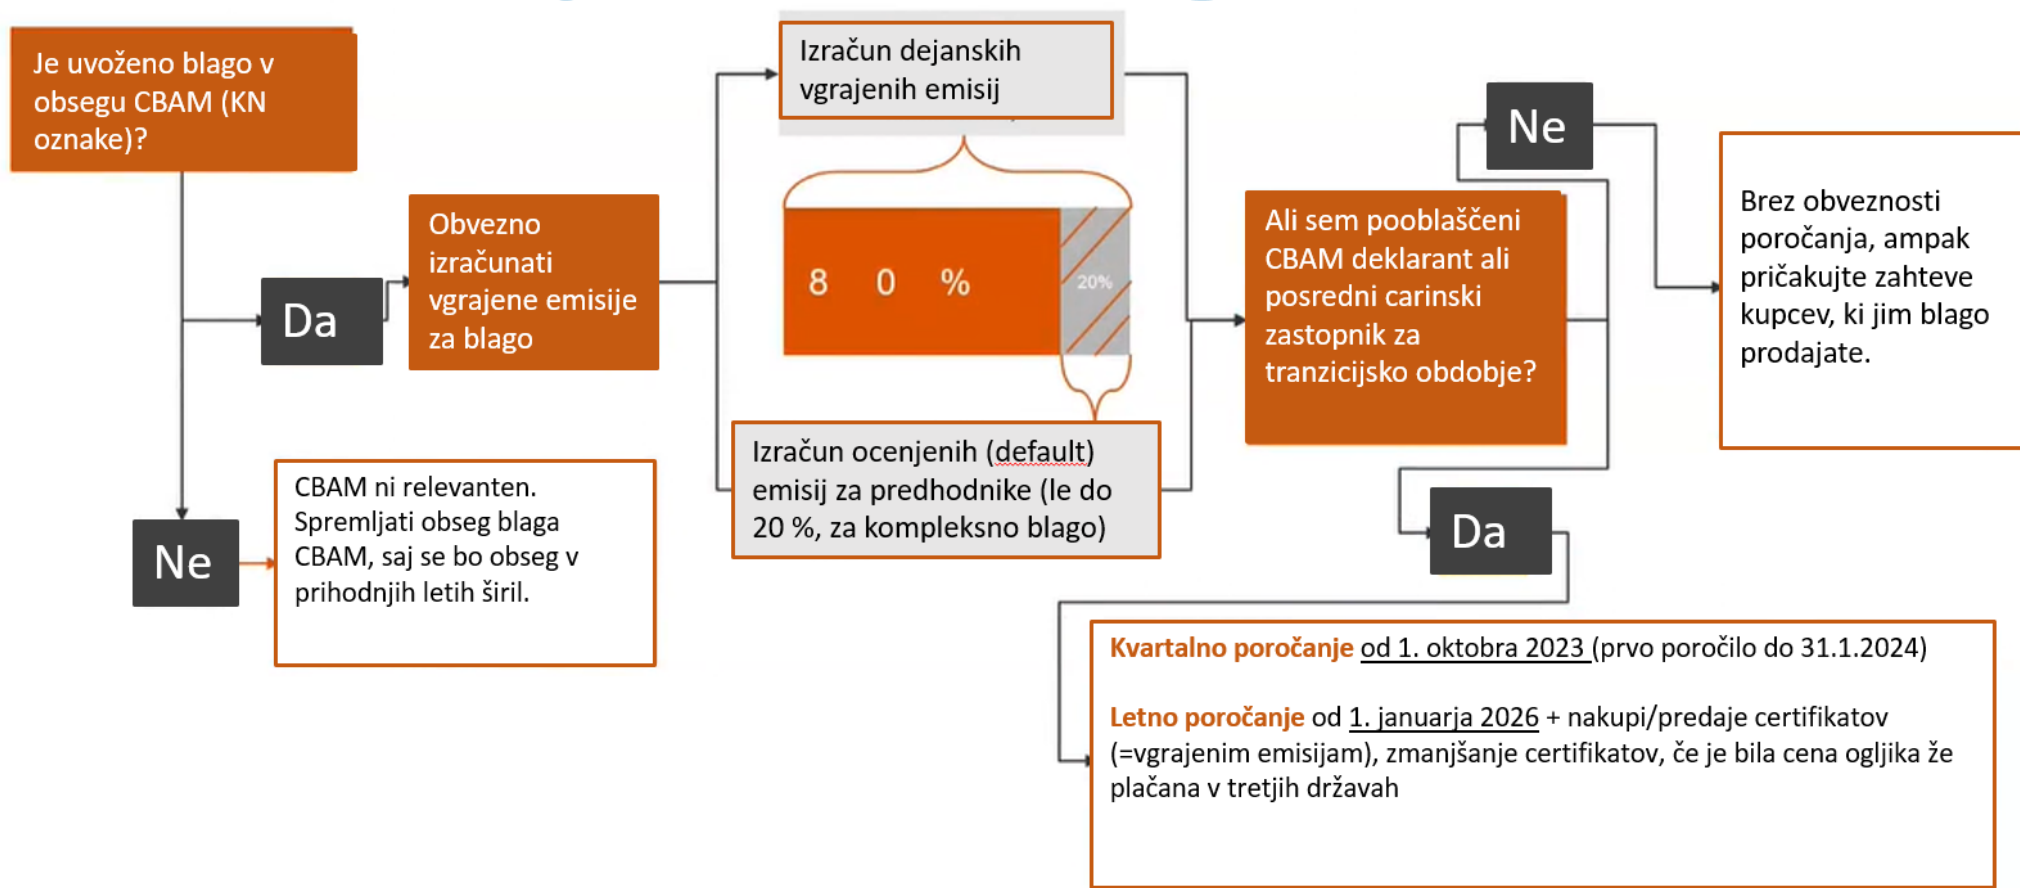 Je uvoženo blago v
obsegu CBAM (KN
oznake)?
Da
Ne
CBAM ni relevanten.
Spremljati obseg blaga
CBAM, saj se bo obseg v
prihodnjih letih širil.
Obvezno
izračunati
vgrajene emisije
za blago
Izračun dejanskih
vgrajenih emisij
8 0 %
20%
Izračun ocenjenih (default)
emisij za predhodnike (le do
20 %, za kompleksno blago)
Ali sem pooblaščeni
CBAM deklarant ali
posredni carinski
zastopnik za
tranzicijsko obdobje?
Ne
Brez obveznosti
poročanja, ampak
pričakujte zahteve
kupcev, ki jim blago
prodajate.
Da
Kvartalno poročanje od 1. oktobra 2023 (prvo poročilo do 31.1.2024)
Letno poročanje od 1. januarja 2026 + nakupi/predaje certifikatov
(=vgrajenim emisijam), zmanjšanje certifikatov, če je bila cena ogljika že
plačana v tretjih državah